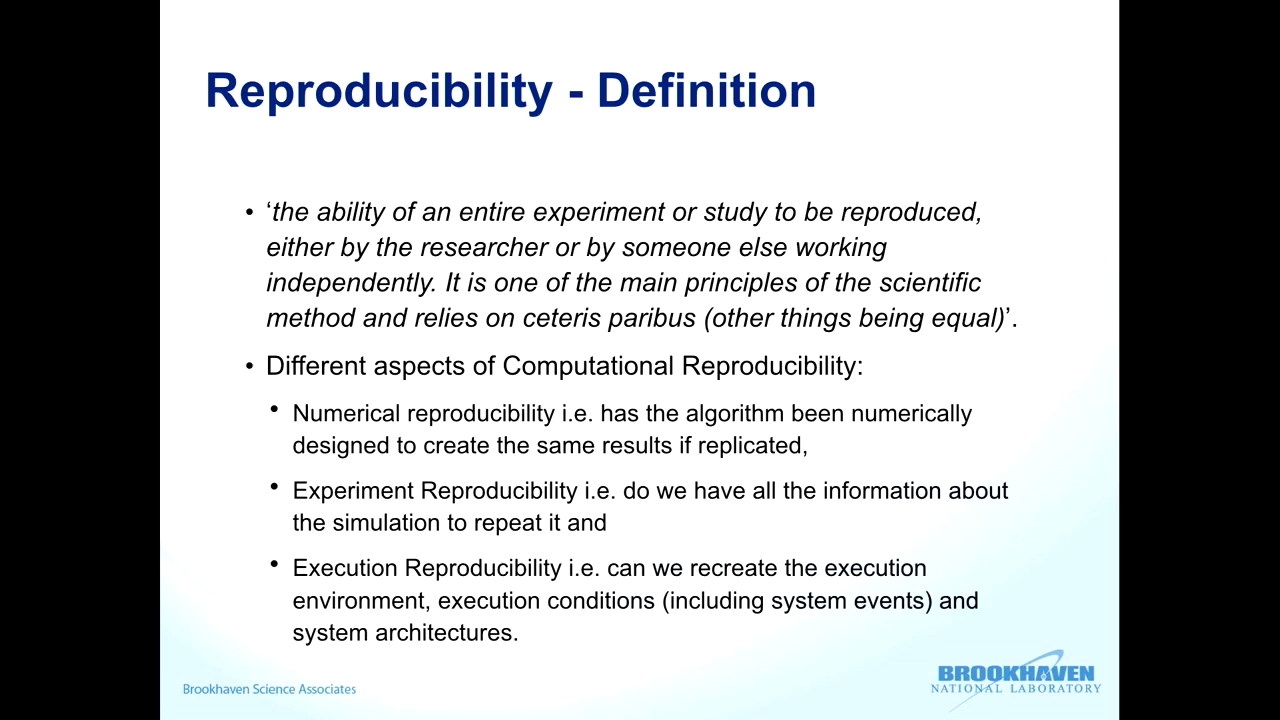 Reproducibility - Definition
• ‘the ability of an entire experiment or study to be reproduced,
either by the researcher or by someone else working
independently. It is one of the main principles of the scientific
method and relies on ceteris paribus (other things being equal)’.
• Different aspects of Computational Reproducibility:
• Numerical reproducibility i.e. has the algorithm been numerically
designed to create the same results if replicated,
• Experiment Reproducibility i.e. do we have all the information about
the simulation to repeat it and
• Execution Reproducibility i.e. can we recreate the execution
environment, execution conditions (including system events) and
system architectures.
Brookhaven Science Associates
BROOKHAVEN
NATIONAL LABORATORY